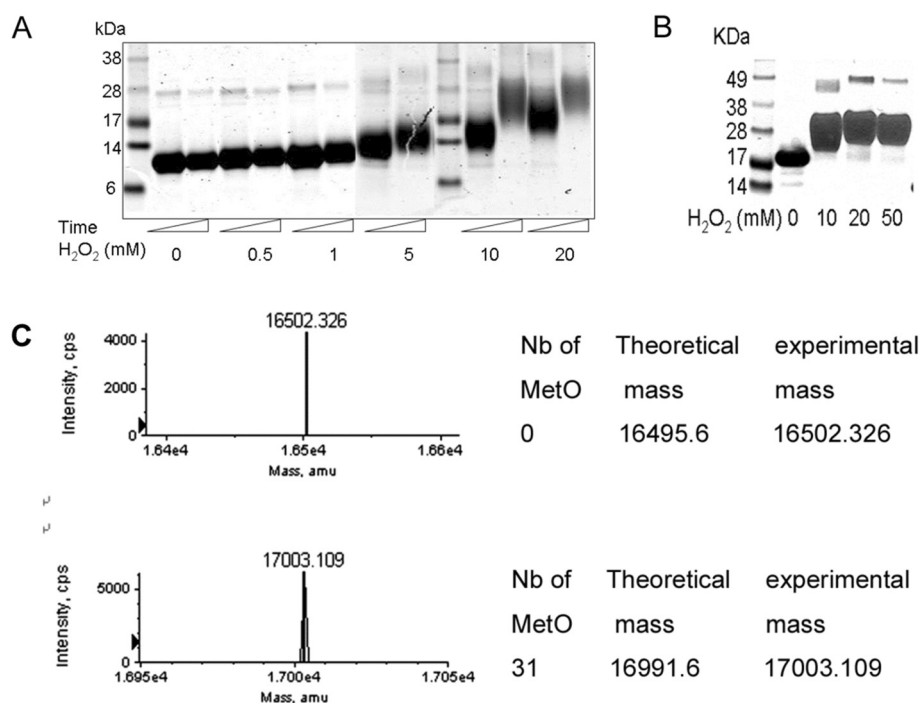 A
kDa
38
28
17
14
6
Time
H₂O₂ (mM) 0 0.5 1 5 10 20
B
KDa
49
38
28
17
14
H₂O₂ (mM) 0 10 20 50
C
16502.326
Intensity, cps
4000
2000
0
1.64e4 1.65e4 1.66e4
Mass, amu
Nb of Theoretical experimental
MetO mass mass
0 16495.6 16502.326
17003.109
Intensity, cps
5000
0
1.695e4 1.700e4 1.705e4
Mass, amu
Nb of Theoretical experimental
MetO mass mass
31 16991.6 17003.109